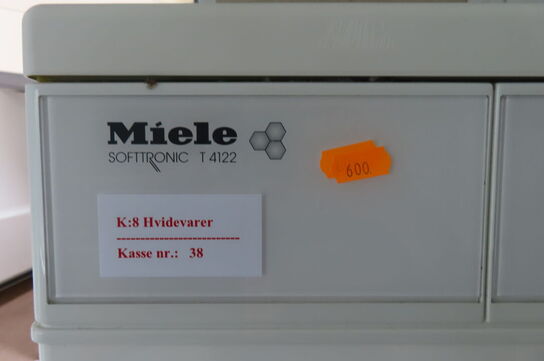 Miele
SOFTTRONIC T 4122
600.
K:8 Hvidevarer
-------------------------
Kasse nr.: 38